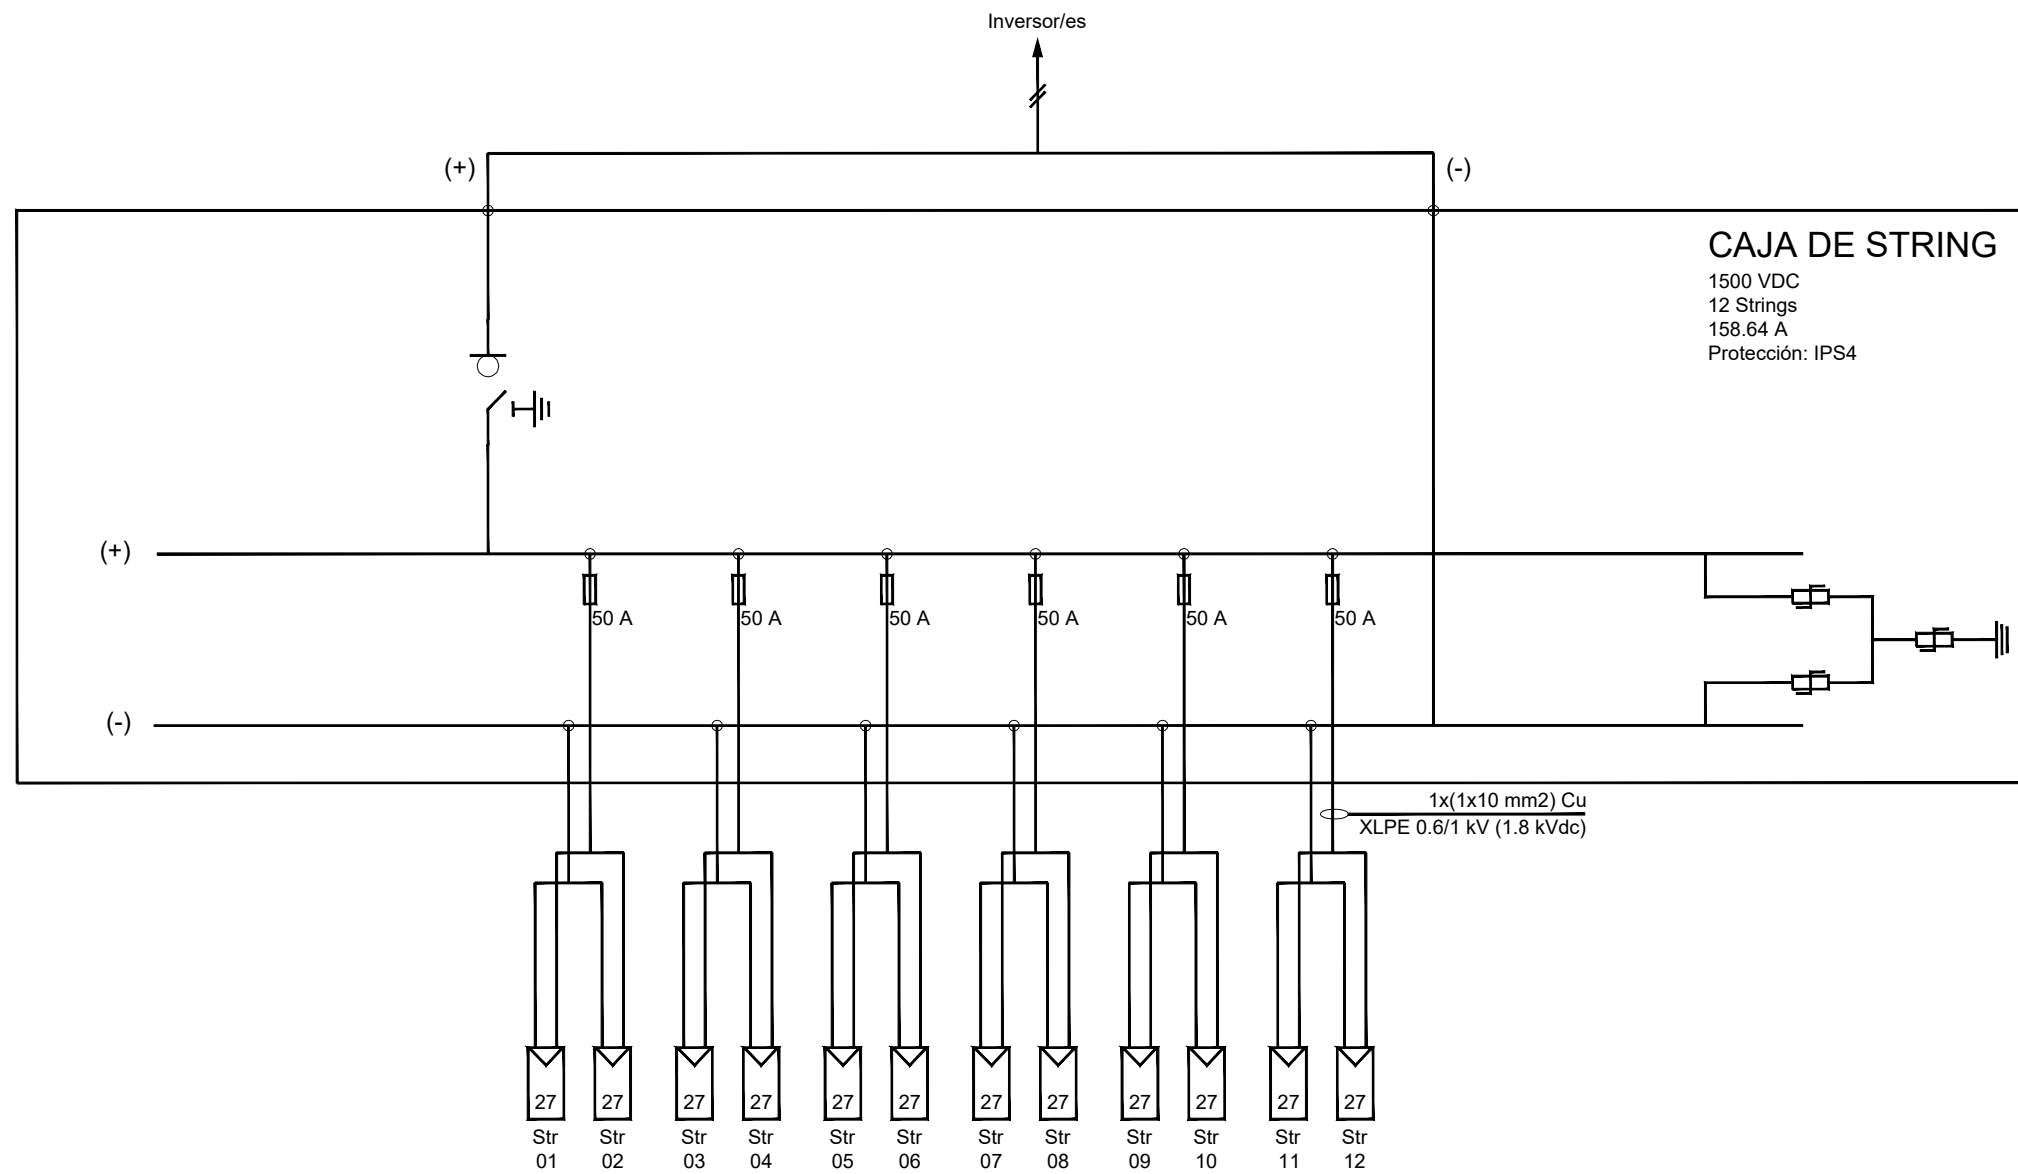 Inversor/es
(+)
(-)
CAJA DE STRING
1500 VDC
12 Strings
158.64 A
Protección: IPS4
(+)
50 A
50 A
50 A
50 A
50 A
50 A
(-)
1x(1x10 mm2) Cu
XLPE 0.6/1 kV (1.8 kVdc)
27
27
27
27
27
27
27
27
27
27
27
27
Str
01
Str
02
Str
03
Str
04
Str
05
Str
06
Str
07
Str
08
Str
09
Str
10
Str
11
Str
12